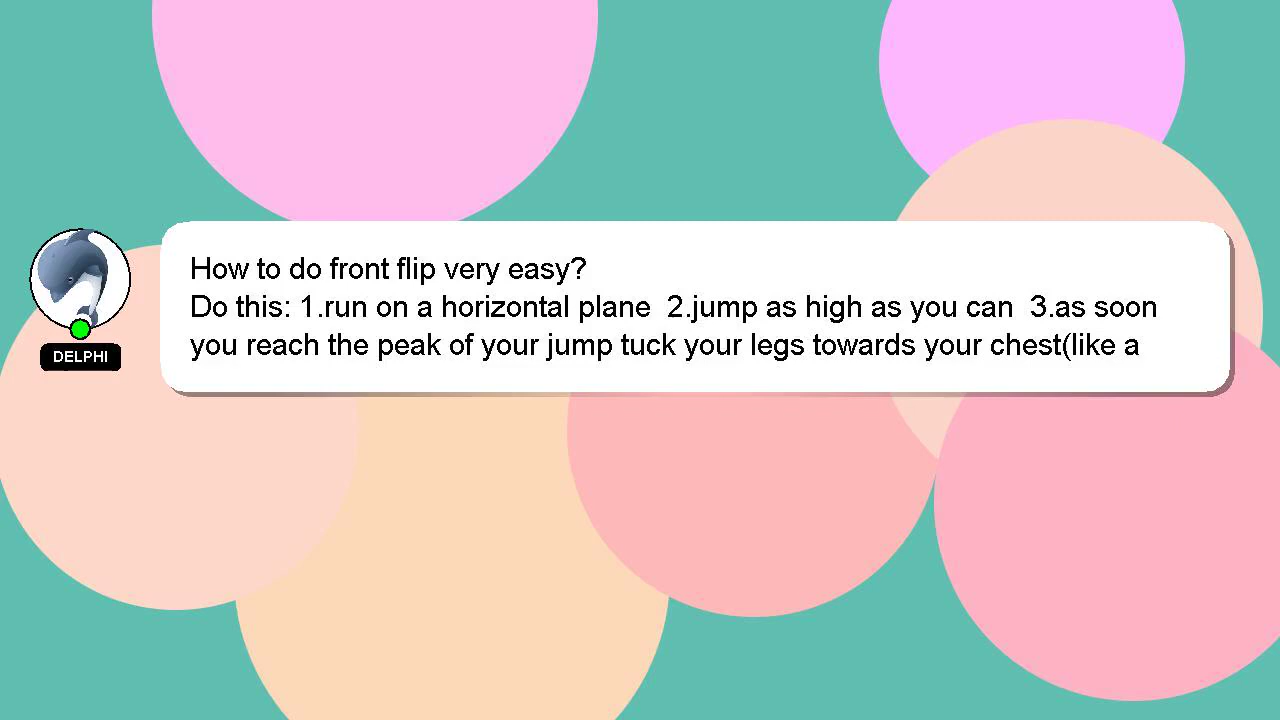 How to do front flip very easy?
Do this: 1.run on a horizontal plane  2.jump as high as you can  3.as soon
you reach the peak of your jump tuck your legs towards your chest(like a
DELPHI